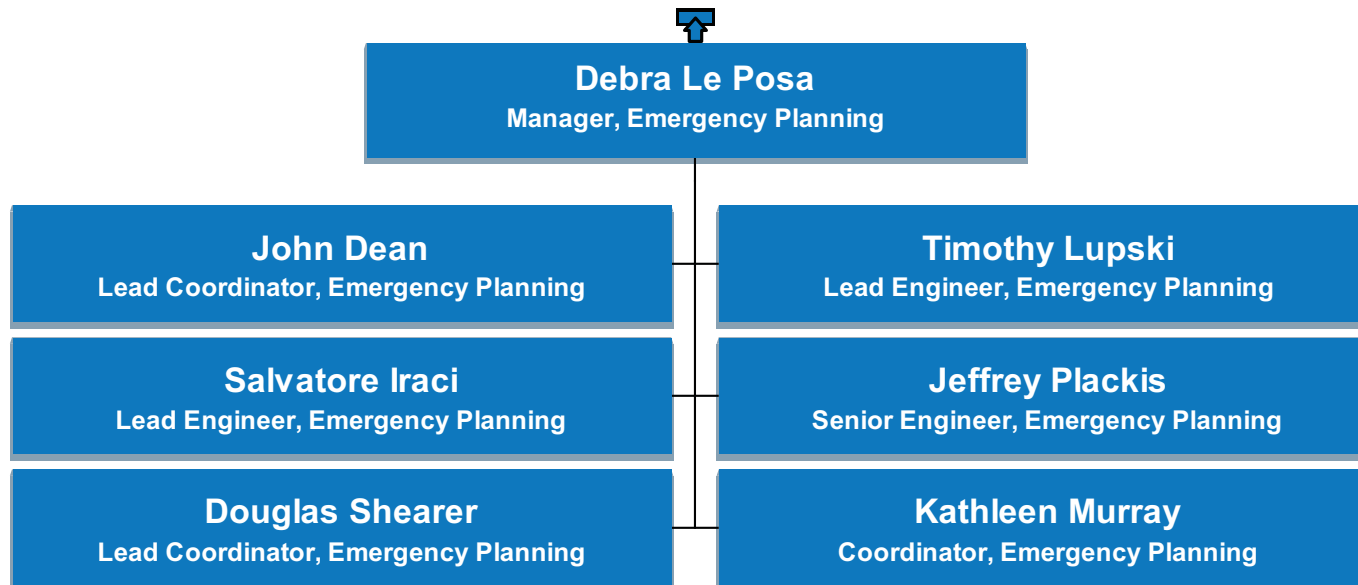 Debra Le Posa
Manager, Emergency Planning
John Dean
Lead Coordinator, Emergency Planning
Timothy Lupski
Lead Engineer, Emergency Planning
Salvatore Iraci
Lead Engineer, Emergency Planning
Jeffrey Plackis
Senior Engineer, Emergency Planning
Douglas Shearer
Lead Coordinator, Emergency Planning
Kathleen Murray
Coordinator, Emergency Planning